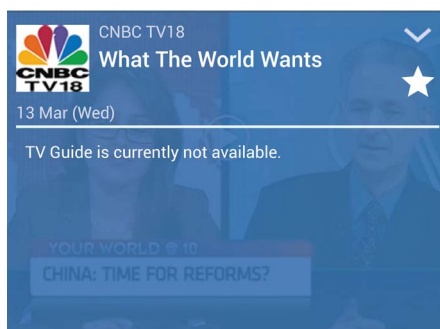 CNBC TV18
What The World Wants
CNBC
TV18
13 Mar (Wed)
TV Guide is currently not available.
YOUR WORLD @ 10
CHINA: TIME FOR REFORMS?